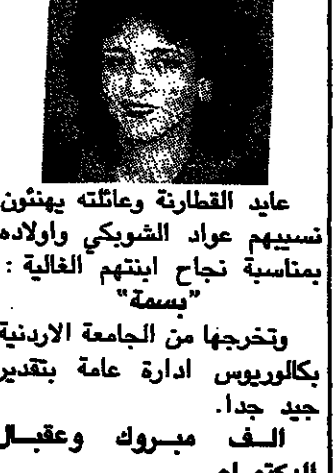 عايد القطارنة وعائلته يهنئون
نسيبهم عواد الشوبكي واولاده
بمناسبة نجاح ابنتهم الغالية :
"بسمة"
وتخرجها من الجامعة الاردنية
بكالوريوس ادارة عامة بتقدير
جيد جدا.
الف مبروك وعقبال
الدكتوراه